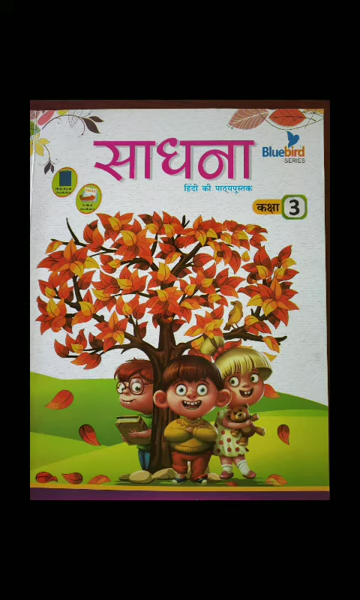 साधना
Bluebird
SERIES
हिंदी की पाठ्यपुस्तक
कक्षा 3